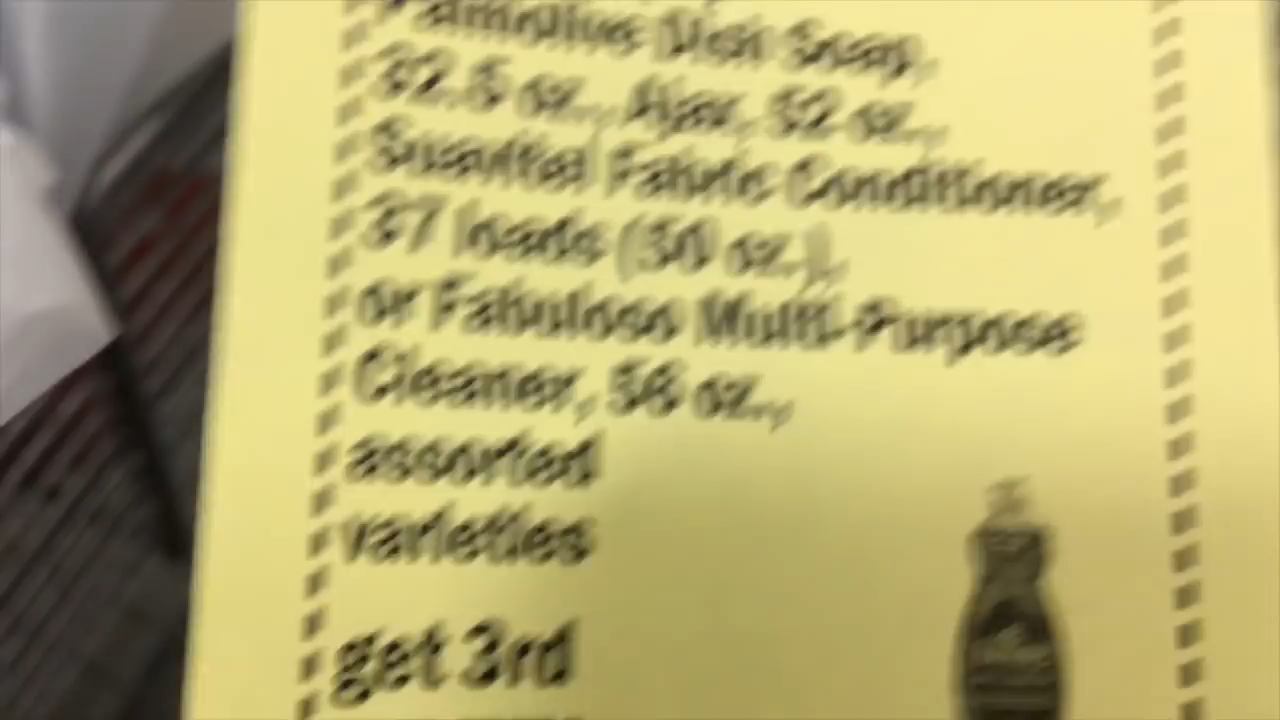 Palmolive Dish Soap,
32.5 oz., Ajax, 52 oz.,
Suavitel Fabric Conditioner,
37 loads (50 oz.),
or Fabuloso Multi-Purpose
Cleaner, 56 oz.,
assorted
varieties
get 3rd